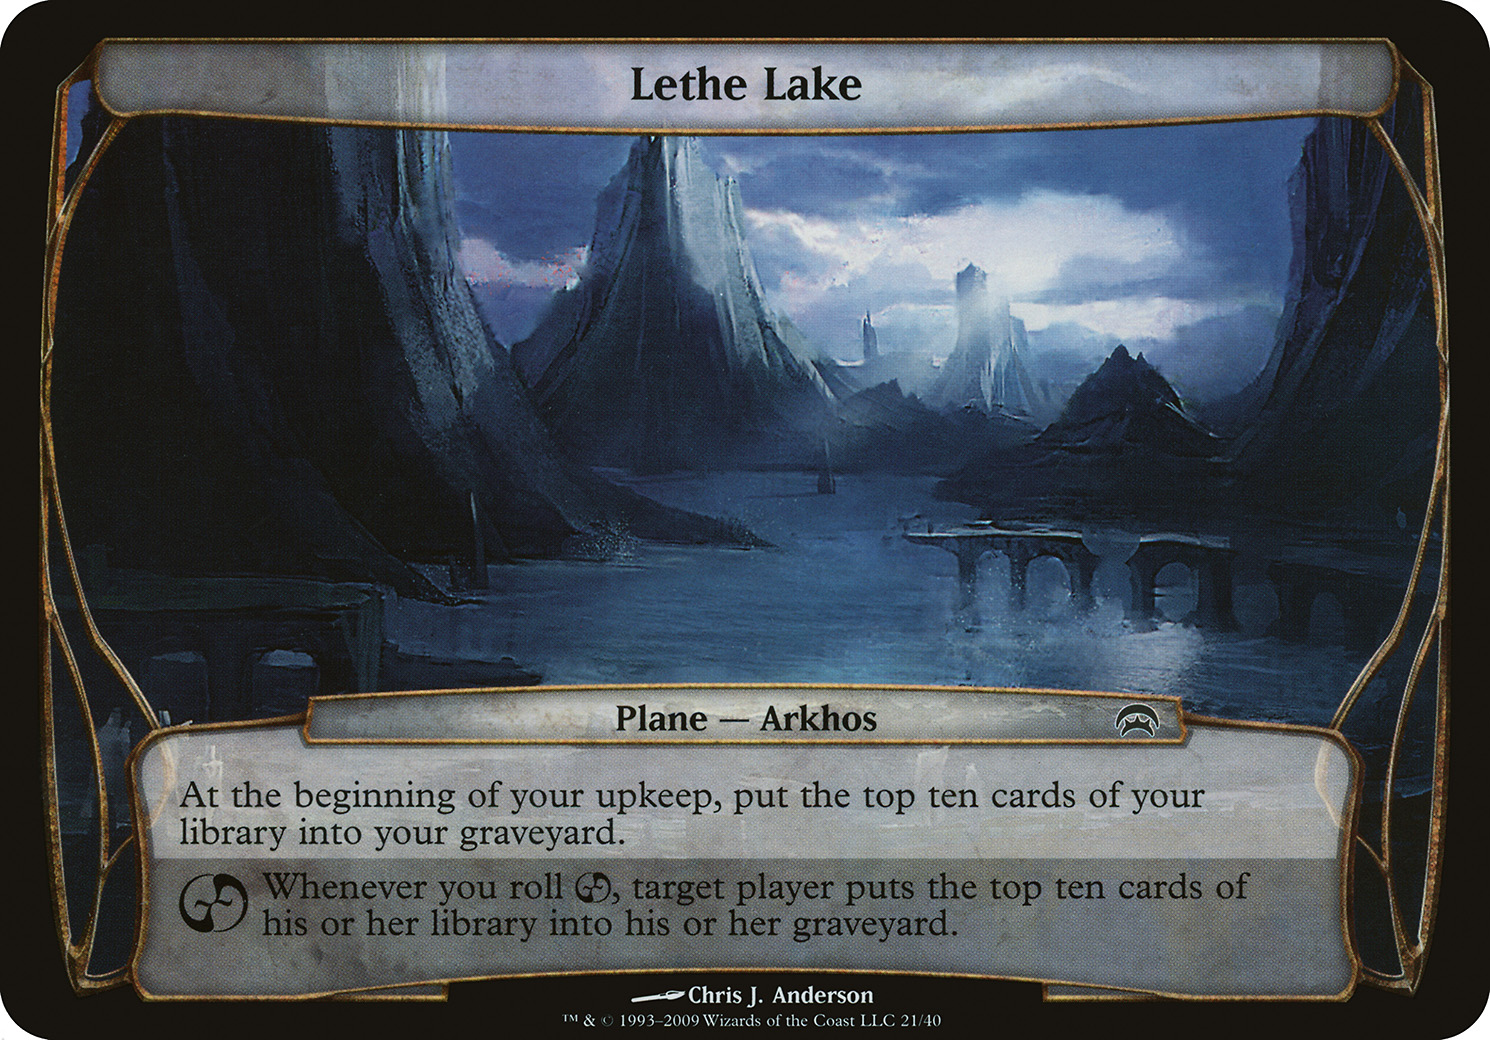 Lethe Lake
Plane — Arkhos
At the beginning of your upkeep, put the top ten cards of your
library into your graveyard.
Whenever you roll , target player puts the top ten cards of
his or her library into his or her graveyard.
Chris J. Anderson
™ & © 1993–2009 Wizards of the Coast LLC 21/40